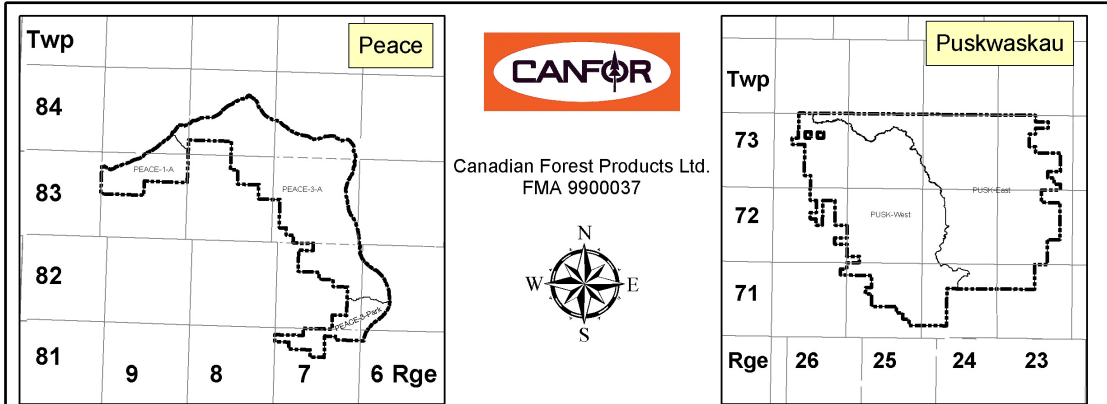 Peace
Twp
84
83
82
81
9 8 7 6 Rge
PEACE-1-A
PEACE-3-A
PEACE-3-Park
CANFOR
Canadian Forest Products Ltd.
FMA 9900037
N
W E
S
Puskwaskau
Twp
73
72
71
Rge 26 25 24 23
PUSK-West
PUSK-East